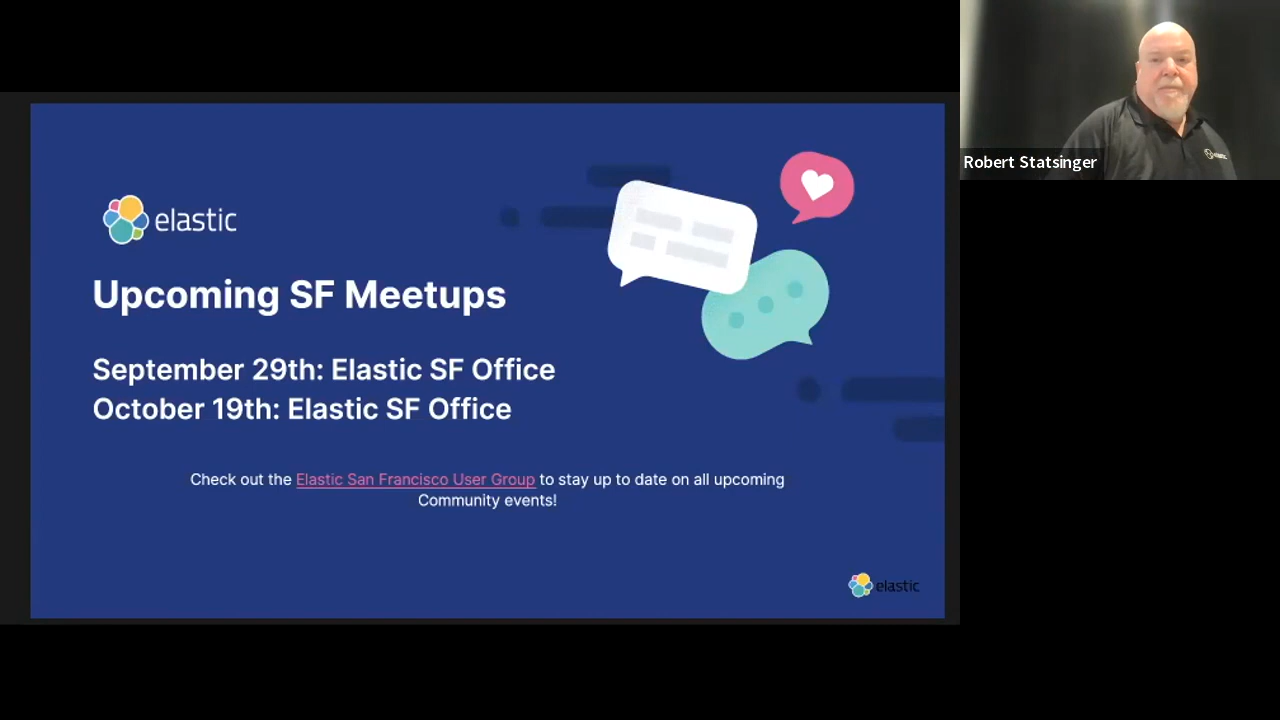 elastic
Upcoming SF Meetups
September 29th: Elastic SF Office
October 19th: Elastic SF Office
Check out the Elastic San Francisco User Group to stay up to date on all upcoming
Community events!
elastic
Robert Statsinger